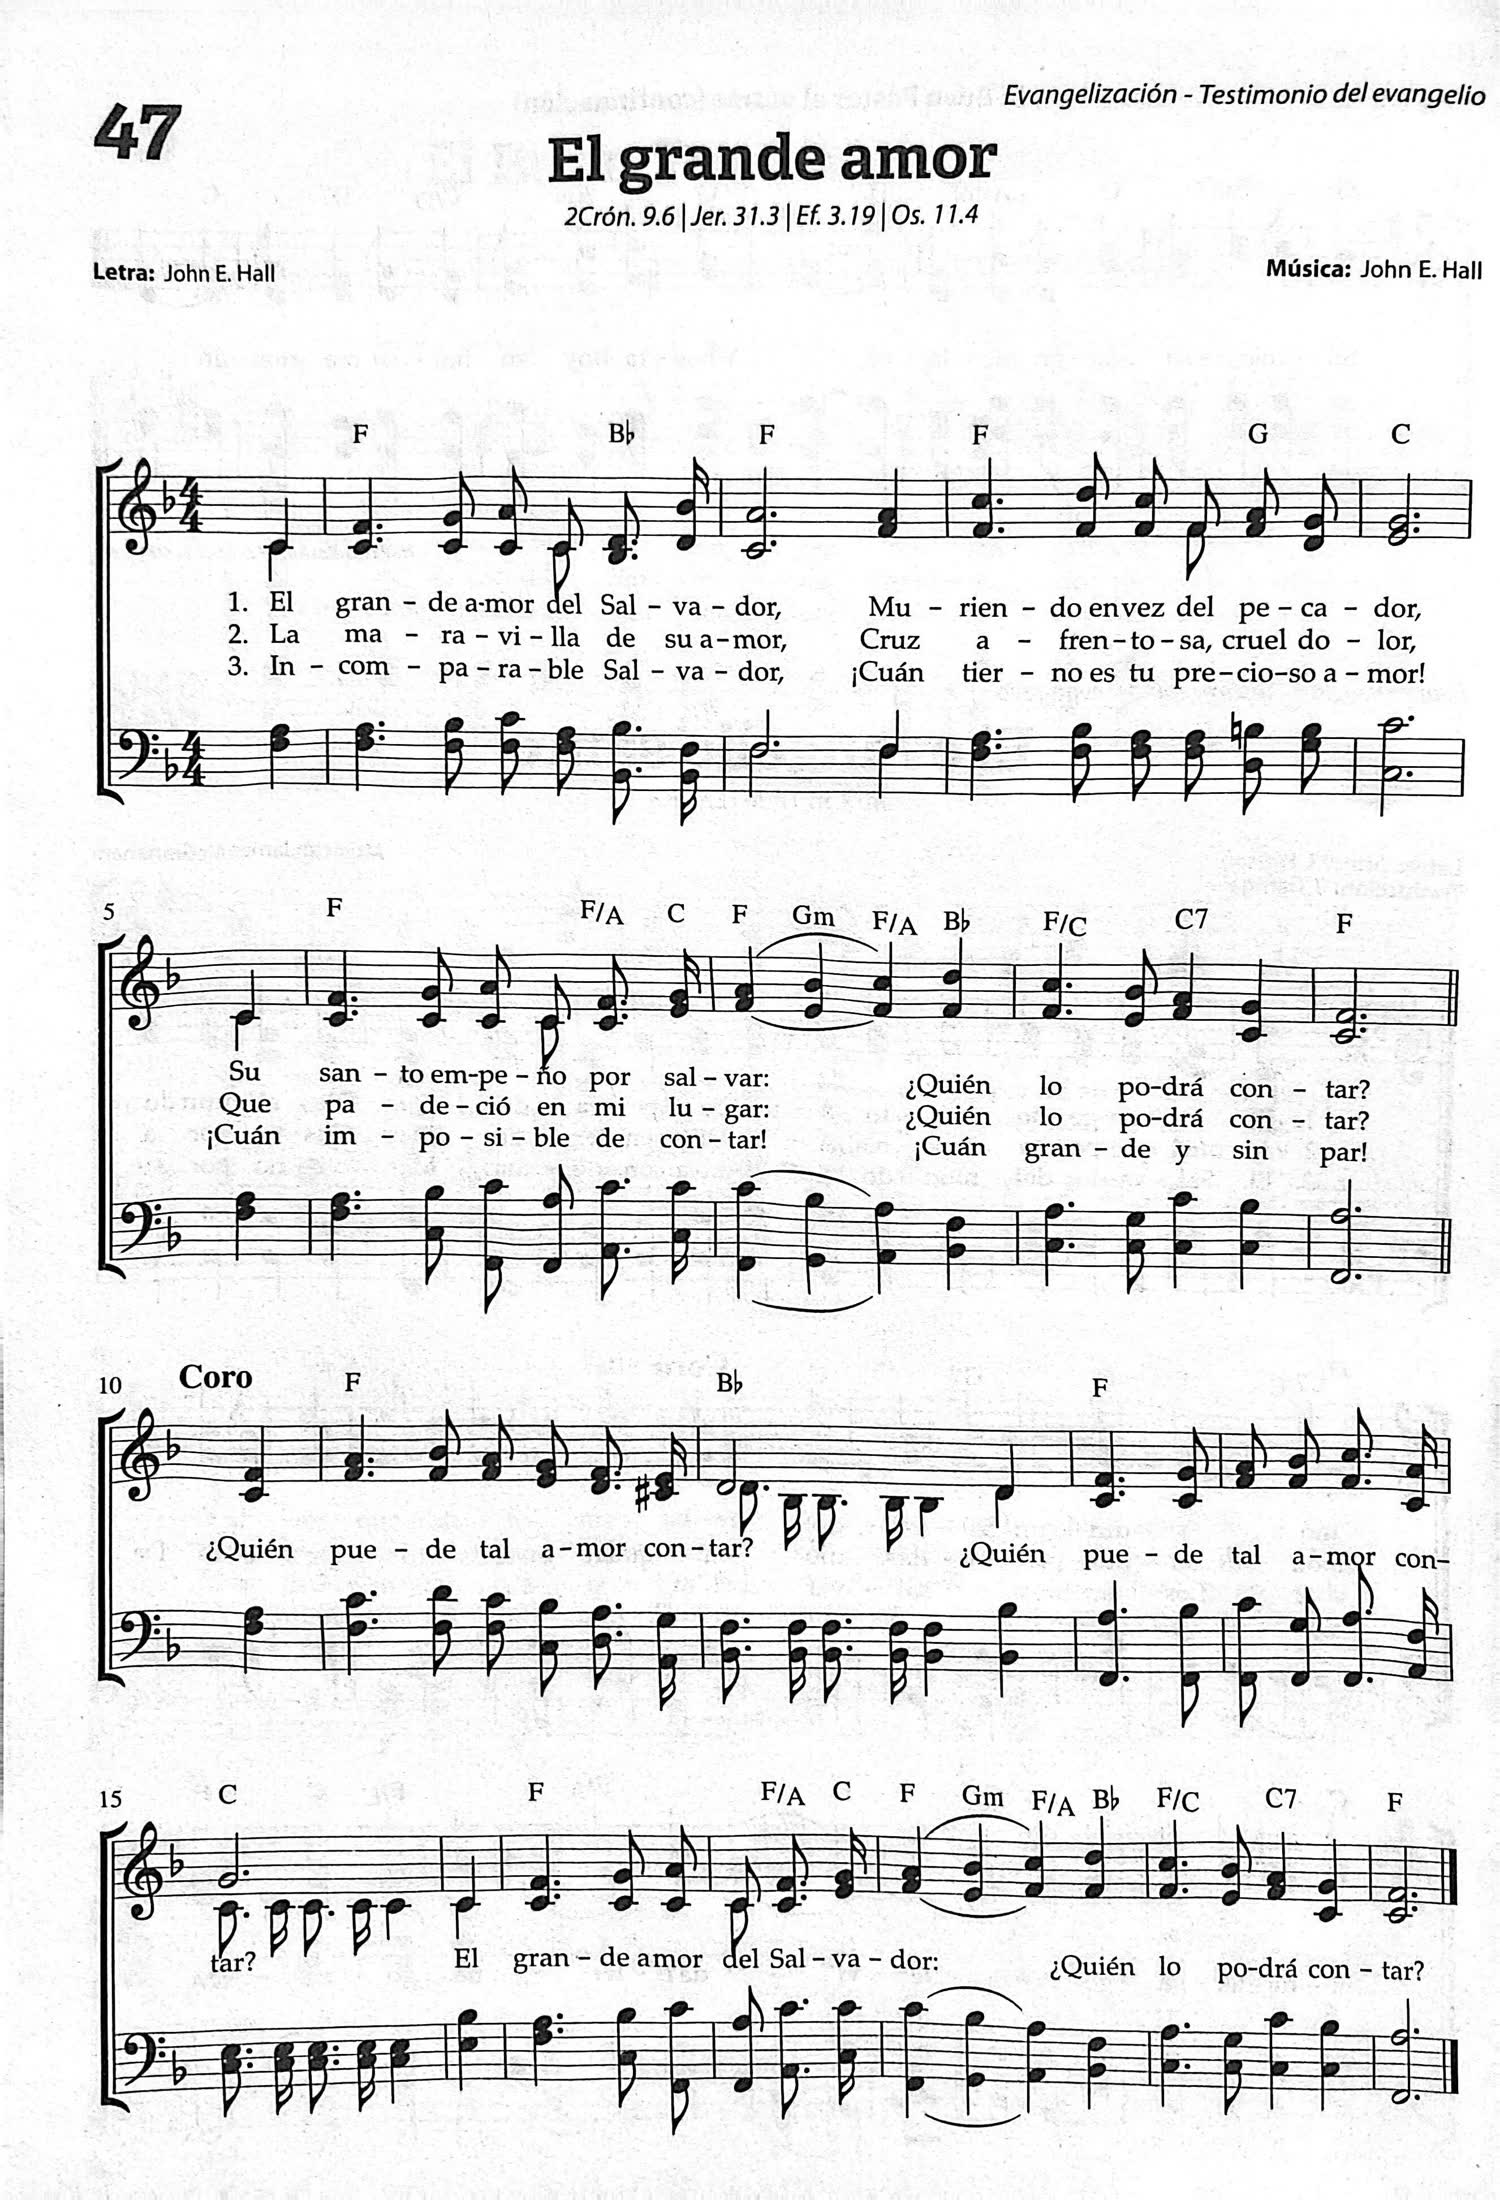 47
Evangelización - Testimonio del evangelio
El grande amor
2Crón. 9.6 | Jer. 31.3 | Ef. 3.19 | Os. 11.4
Letra: John E. Hall
Música: John E. Hall
F B♭ F F G C
1. El gran – de a-mor del Sal – va – dor, Mu – rien – do en vez del pe – ca – dor,
2. La ma – ra – vi – lla de su a – mor, Cruz a – fren – to – sa, cruel do – lor,
3. In – com – pa – ra – ble Sal – va – dor, ¡Cuán tier – no es tu pre – cio – so a – mor!
5 F F/A C F Gm F/A B♭ F/C C7 F
Su san – to em-pe – ño por sal – var: ¿Quién lo po-drá con – tar?
Que pa – de – ció en mi lu – gar: ¿Quién lo po-drá con – tar?
¡Cuán im – po – si – ble de con – tar! ¡Cuán gran – de y sin par!
10 Coro F B♭ F
¿Quién pue – de tal a – mor con – tar? ¿Quién pue – de tal a – mor con –
15 C F F/A C F Gm F/A B♭ F/C C7 F
tar? El gran – de amor del Sal – va – dor: ¿Quién lo po-drá con – tar?